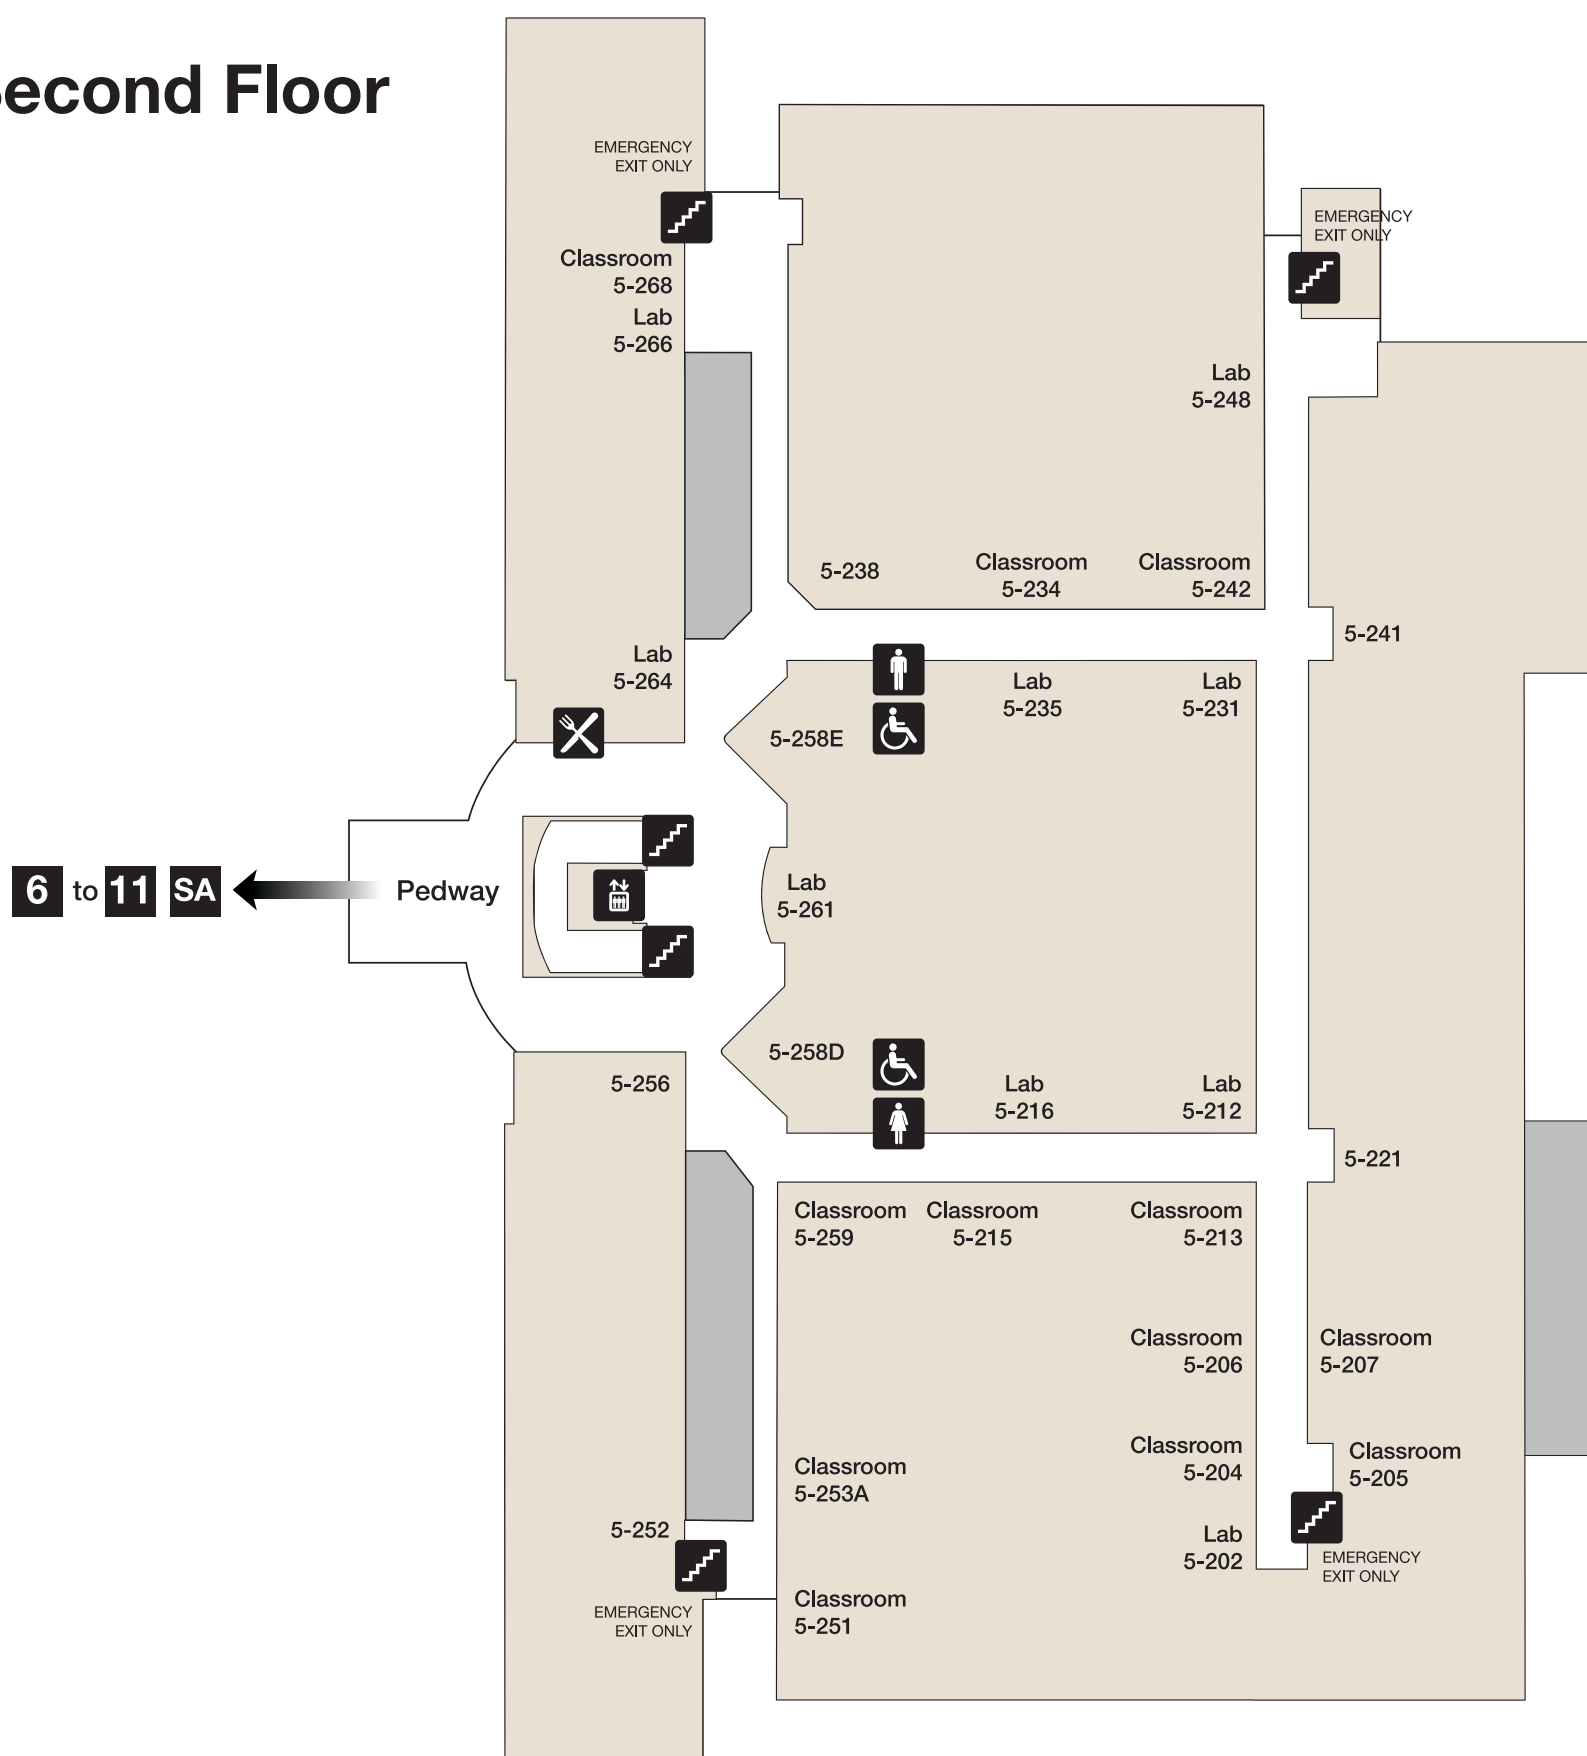 econd Floor
EMERGENCY
EXIT ONLY
Classroom
5-268
Lab
5-266
EMERGENCY
EXIT ONLY
Lab
5-248
5-238
Classroom
5-234
Classroom
5-242
5-241
Lab
5-264
Lab
5-235
Lab
5-231
5-258E
6 to 11 SA
Pedway
Lab
5-261
5-258D
5-256
Lab
5-216
Lab
5-212
5-221
Classroom
5-259
Classroom
5-215
Classroom
5-213
Classroom
5-206
Classroom
5-207
Classroom
5-204
Classroom
5-205
Classroom
5-253A
5-252
Lab
5-202
EMERGENCY
EXIT ONLY
Classroom
5-251
EMERGENCY
EXIT ONLY